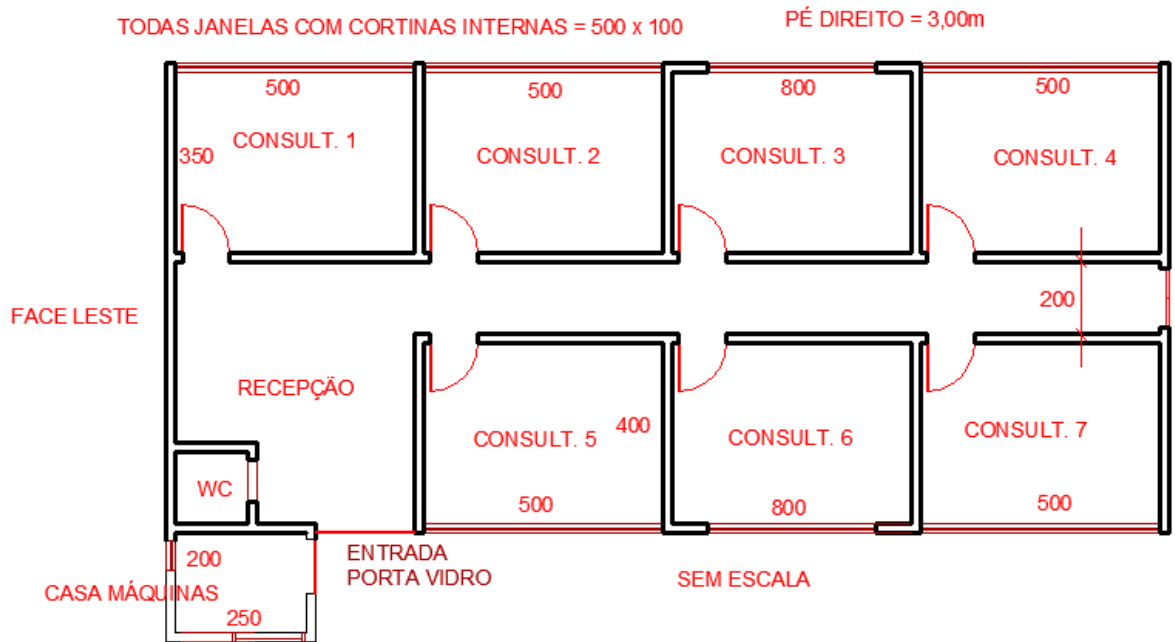 TODAS JANELAS COM CORTINAS INTERNAS = 500 x 100
PÉ DIREITO = 3,00m
500
500
800
500
350
CONSULT. 1
CONSULT. 2
CONSULT. 3
CONSULT. 4
FACE LESTE
200
RECEPÇÃO
CONSULT. 5
400
CONSULT. 6
CONSULT. 7
WC
500
800
500
ENTRADA
PORTA VIDRO
200
CASA MÁQUINAS
250
SEM ESCALA